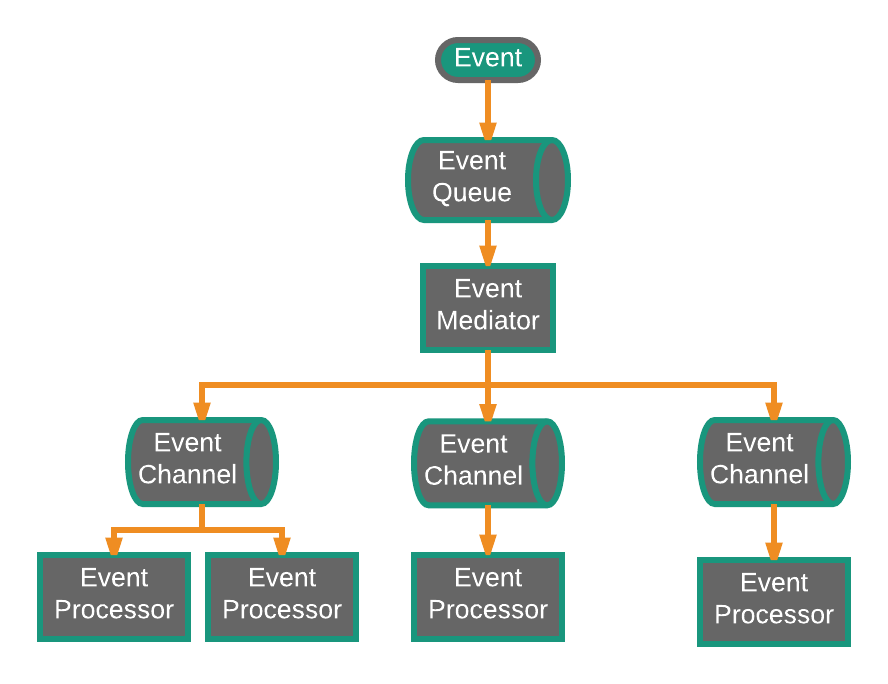 Event
Event
Queue
Event
Mediator
Event
Channel
Event
Channel
Event
Channel
Event
Processor
Event
Processor
Event
Processor
Event
Processor